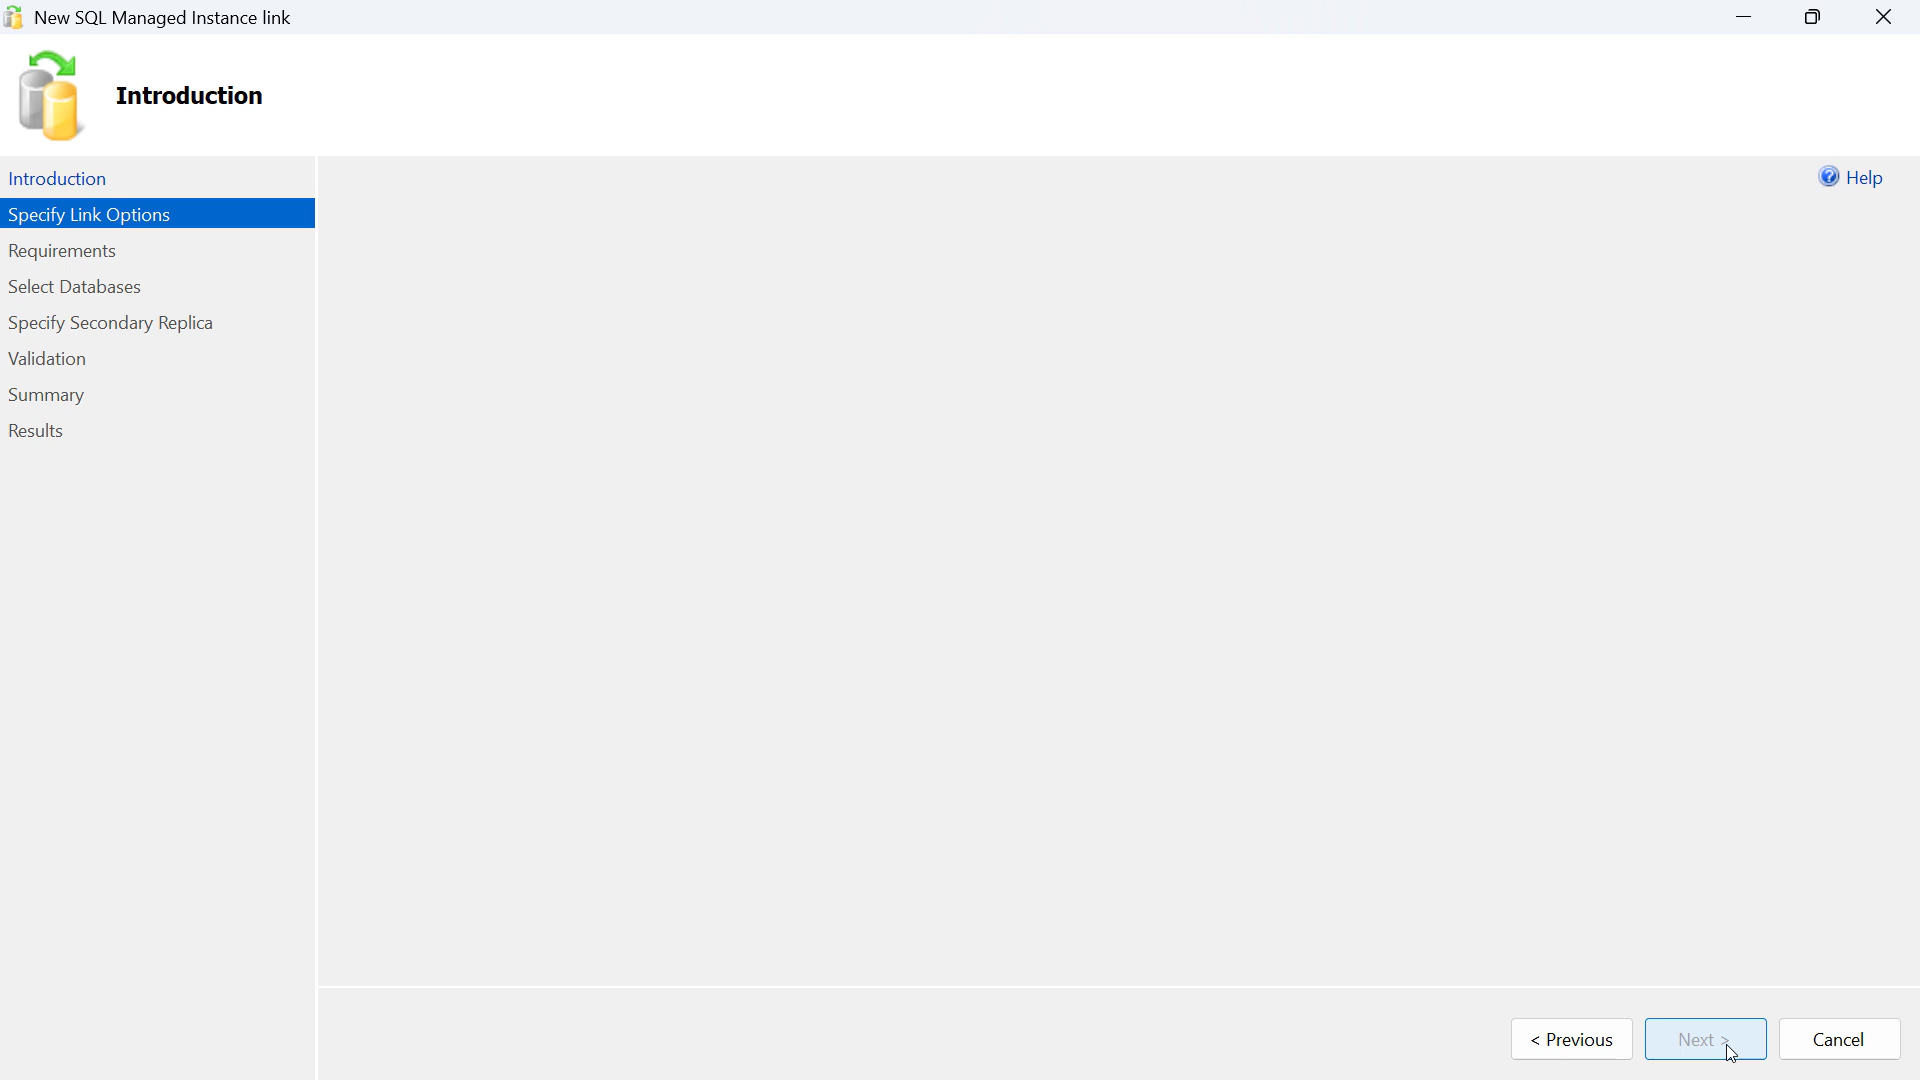 New SQL Managed Instance link
Introduction
Introduction
Specify Link Options
Requirements
Select Databases
Specify Secondary Replica
Validation
Summary
Results
Help
< Previous
Next >
Cancel